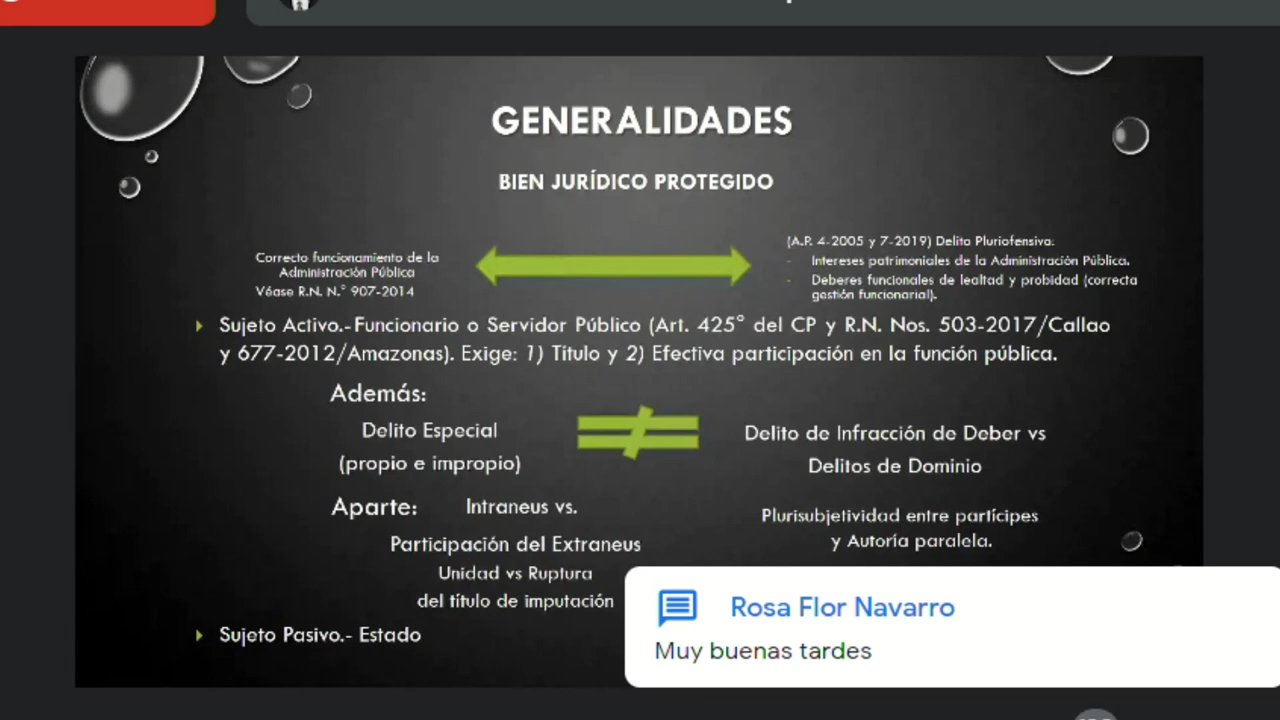 GENERALIDADES
BIEN JURÍDICO PROTEGIDO
Correcto funcionamiento de la
Administración Pública
Véase R.N. N.° 907-2014
(A.P. 4-2005 y 7-2019) Delito Pluriofensivo:
- Intereses patrimoniales de la Administración Pública.
- Deberes funcionales de lealtad y probidad (correcta
gestión funcionarial).
Sujeto Activo.- Funcionario o Servidor Público (Art. 425° del CP y R.N. Nos. 503-2017/Callao
y 677-2012/Amazonas). Exige: 1) Título y 2) Efectiva participación en la función pública.
Además:
Delito Especial
(propio e impropio)
Delito de Infracción de Deber vs
Delitos de Dominio
Aparte: Intraneus vs.
Participación del Extraneus
Unidad vs Ruptura
del título de imputación
Plurisubjetividad entre partícipes
y Autoría paralela.
Sujeto Pasivo.- Estado
Rosa Flor Navarro
Muy buenas tardes